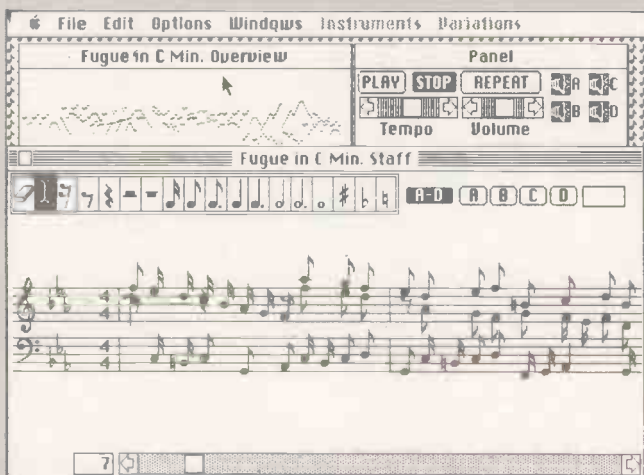 File Edit Options Windows Instruments Variations
Fugue in C Min. Overview
Panel
PLAY STOP REPEAT A C
B D
Tempo Volume
Fugue in C Min. Staff
A-D A B C D
4 4
4 4
7